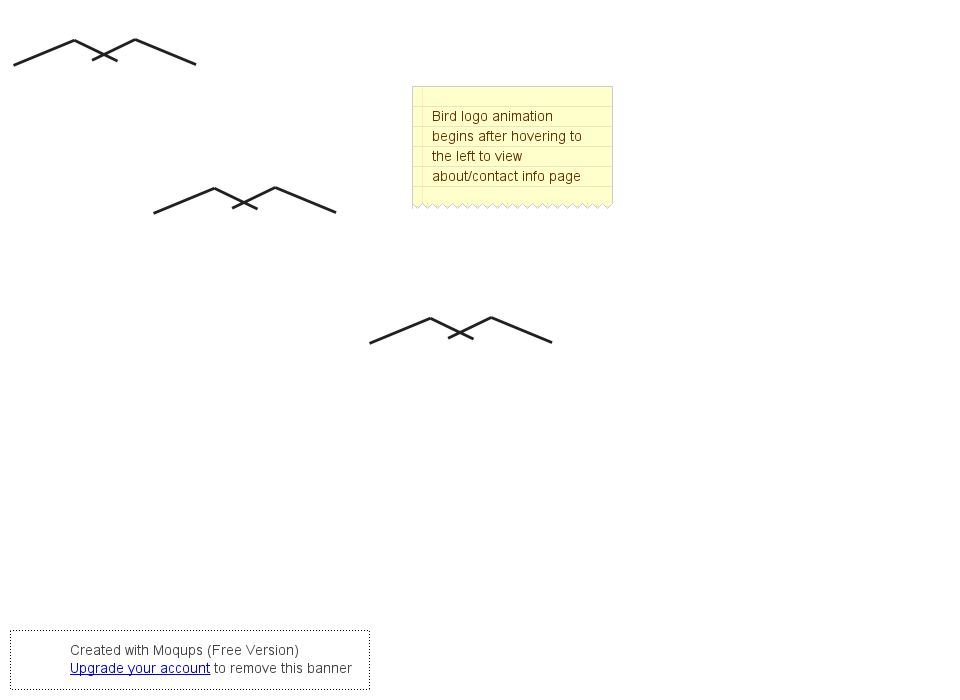 Bird logo animation
begins after hovering to
the left to view
about/contact info page
Created with Moqups (Free Version)
Upgrade your account to remove this banner